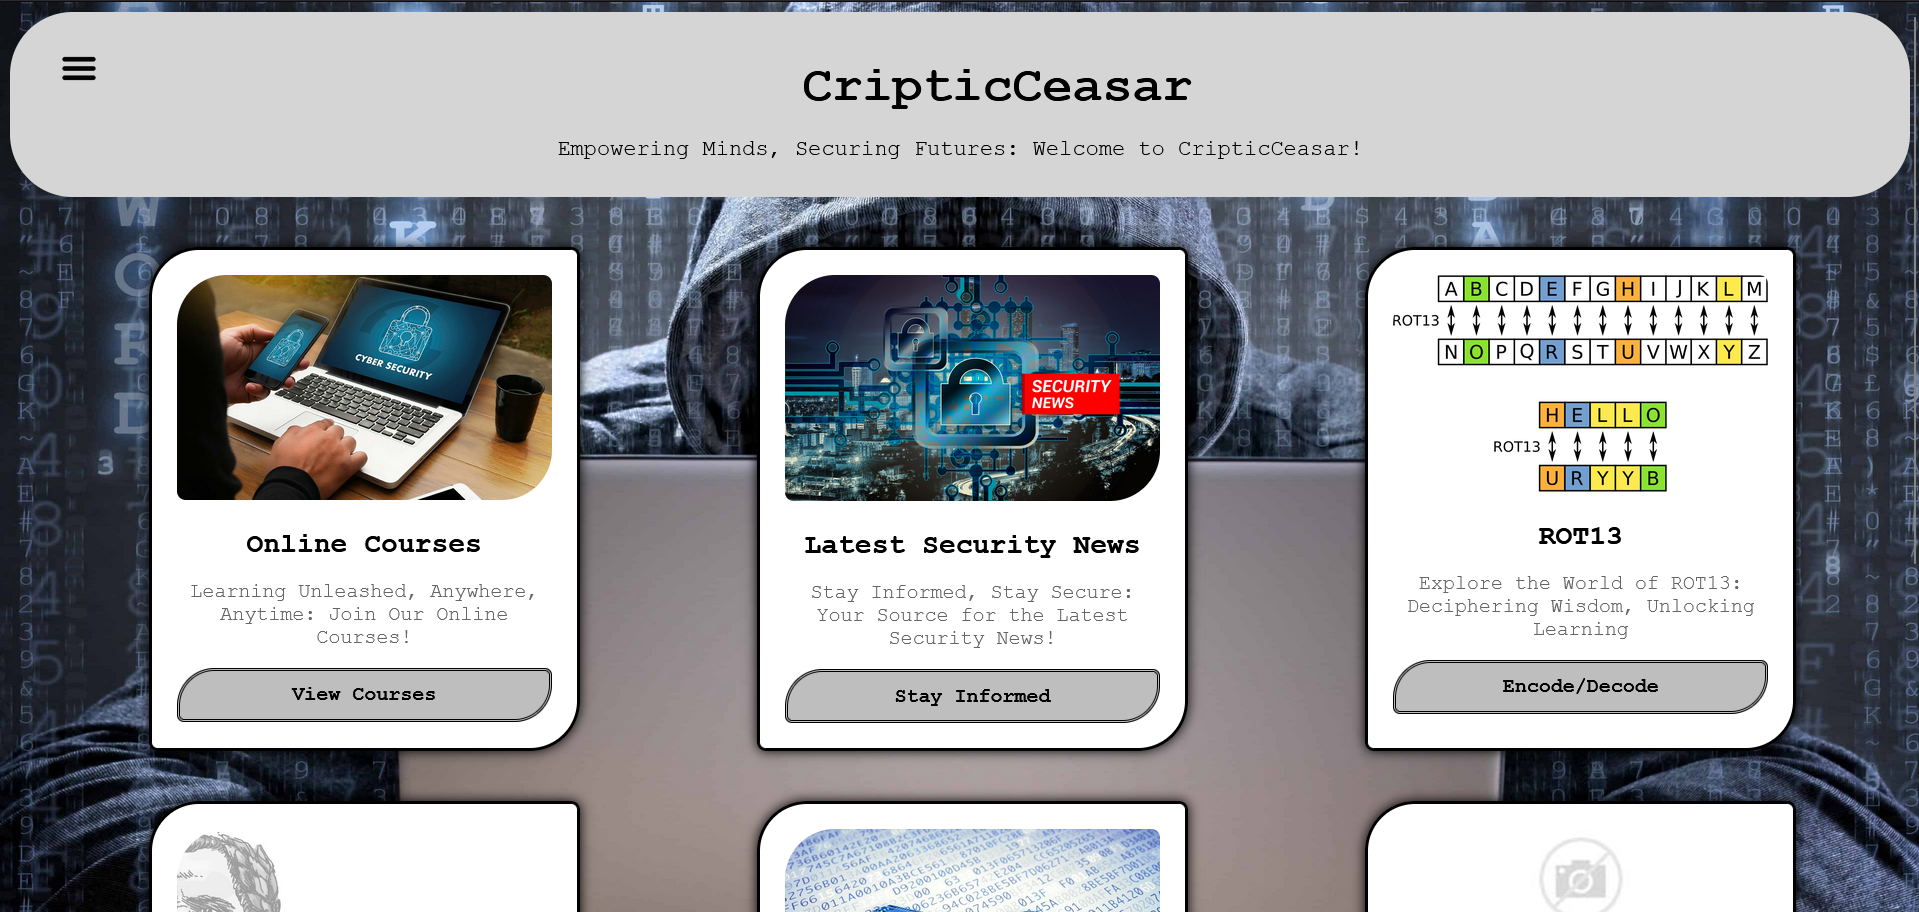 CripticCeasar
Empowering Minds, Securing Futures: Welcome to CripticCeasar!
CYBER SECURITY
Online Courses
Learning Unleashed, Anywhere,
Anytime: Join Our Online
Courses!
View Courses
SECURITY
NEWS
Latest Security News
Stay Informed, Stay Secure:
Your Source for the Latest
Security News!
Stay Informed
A B C D E F G H I J K L M
ROT13
N O P Q R S T U V W X Y Z
H E L L O
ROT13
U R Y Y B
ROT13
Explore the World of ROT13:
Deciphering Wisdom, Unlocking
Learning
Encode/Decode